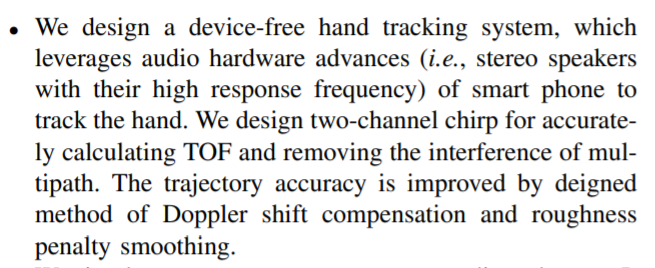 • We design a device-free hand tracking system, which
leverages audio hardware advances (i.e., stereo speakers
with their high response frequency) of smart phone to
track the hand. We design two-channel chirp for accurate-
ly calculating TOF and removing the interference of mul-
tipath. The trajectory accuracy is improved by deigned
method of Doppler shift compensation and roughness
penalty smoothing.